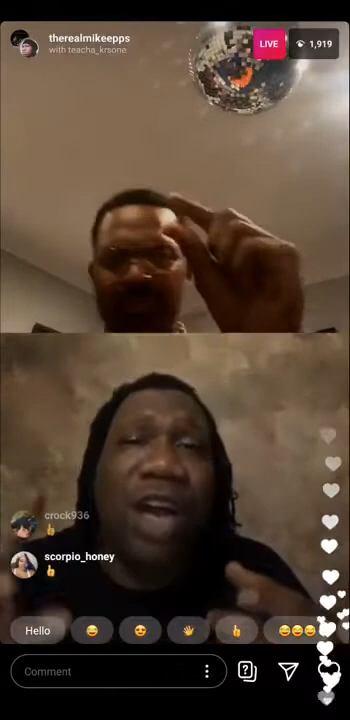 therealmikeepps
with teacha_krsone
LIVE
1,919
crock936
👍
scorpio_honey
👍
Hello
😂
😍
👋
👍
😂😂😂
Comment